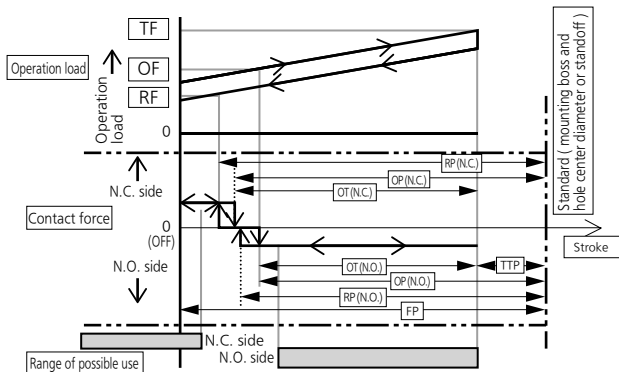 TF
OF
RF
0
Operation load
Operation
load
Standard ( mounting boss and
hole center diameter or standoff )
RP (N.C.)
OP (N.C.)
OT (N.C.)
N.C. side
Contact force
0
(OFF)
N.O. side
Stroke
OT (N.O.)
TTP
OP (N.O.)
RP (N.O.)
FP
N.C. side
N.O. side
Range of possible use